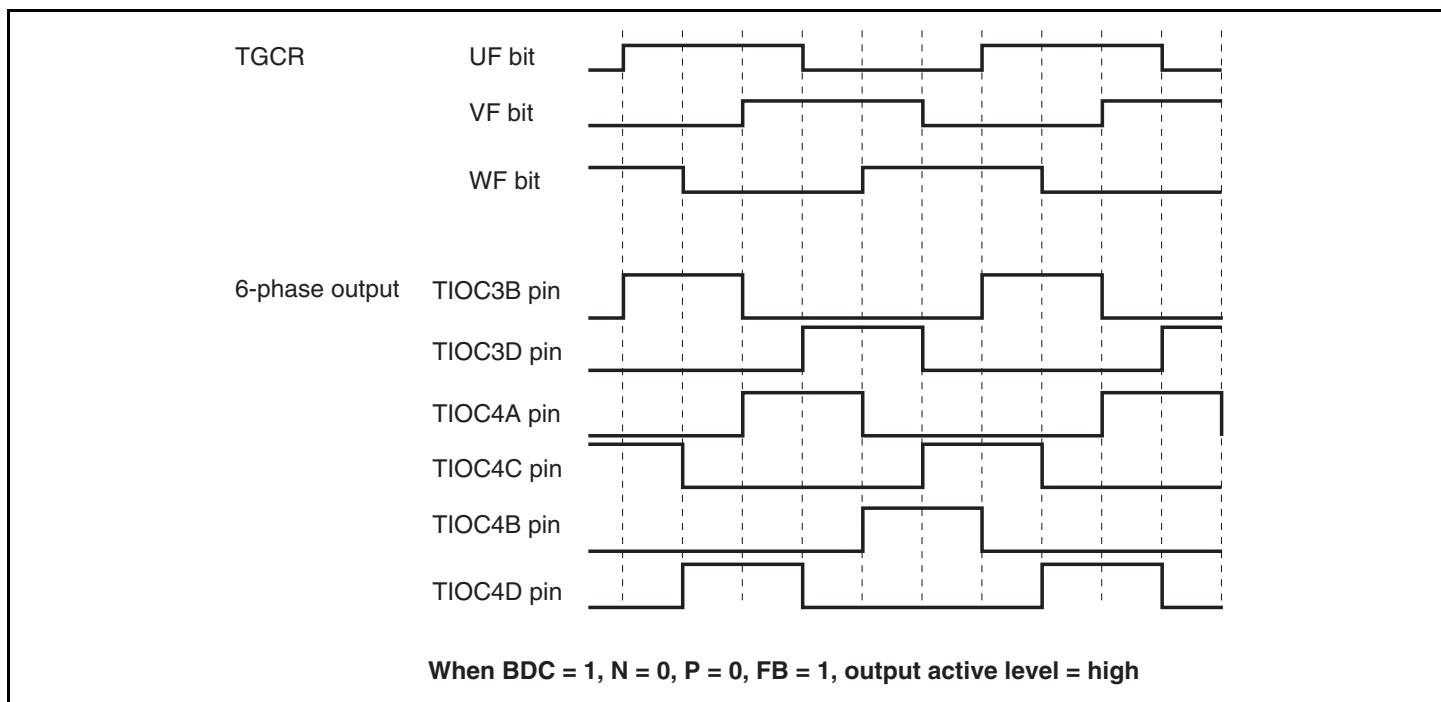 TGCR UF bit
VF bit
WF bit
6-phase output TIOC3B pin
TIOC3D pin
TIOC4A pin
TIOC4C pin
TIOC4B pin
TIOC4D pin
When BDC = 1, N = 0, P = 0, FB = 1, output active level = high